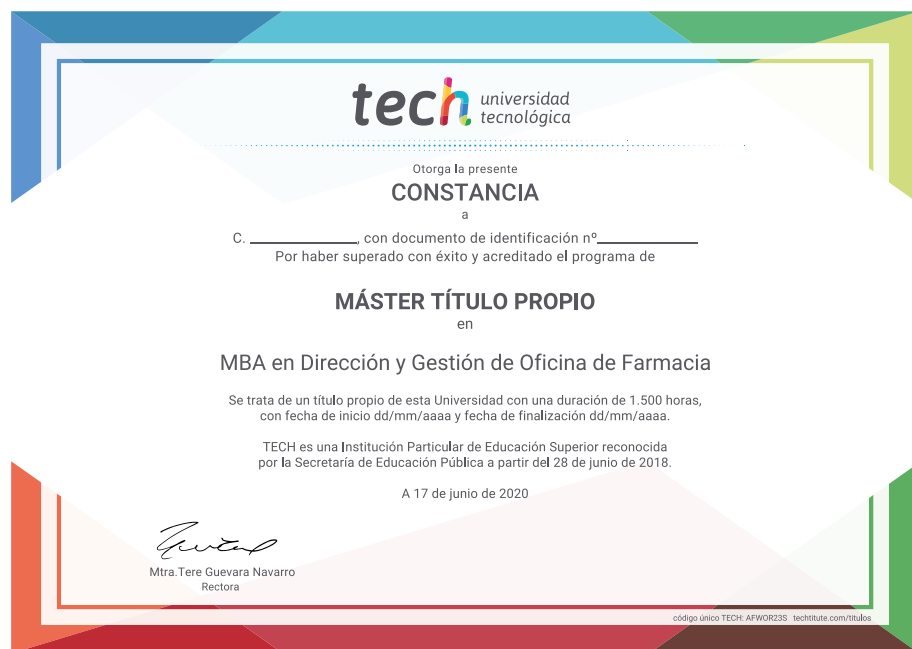 tech universidad
tecnológica
Otorga la presente
CONSTANCIA
a
C. ____________, con documento de identificación nº____________
Por haber superado con éxito y acreditado el programa de
MÁSTER TÍTULO PROPIO
en
MBA en Dirección y Gestión de Oficina de Farmacia
Se trata de un título propio de esta Universidad con una duración de 1.500 horas,
con fecha de inicio dd/mm/aaaa y fecha de finalización dd/mm/aaaa.
TECH es una Institución Particular de Educación Superior reconocida
por la Secretaría de Educación Pública a partir del 28 de junio de 2018.
A 17 de junio de 2020
Mtra.Tere Guevara Navarro
Rectora
código único TECH: AFWOR23S techtitute.com/titulos